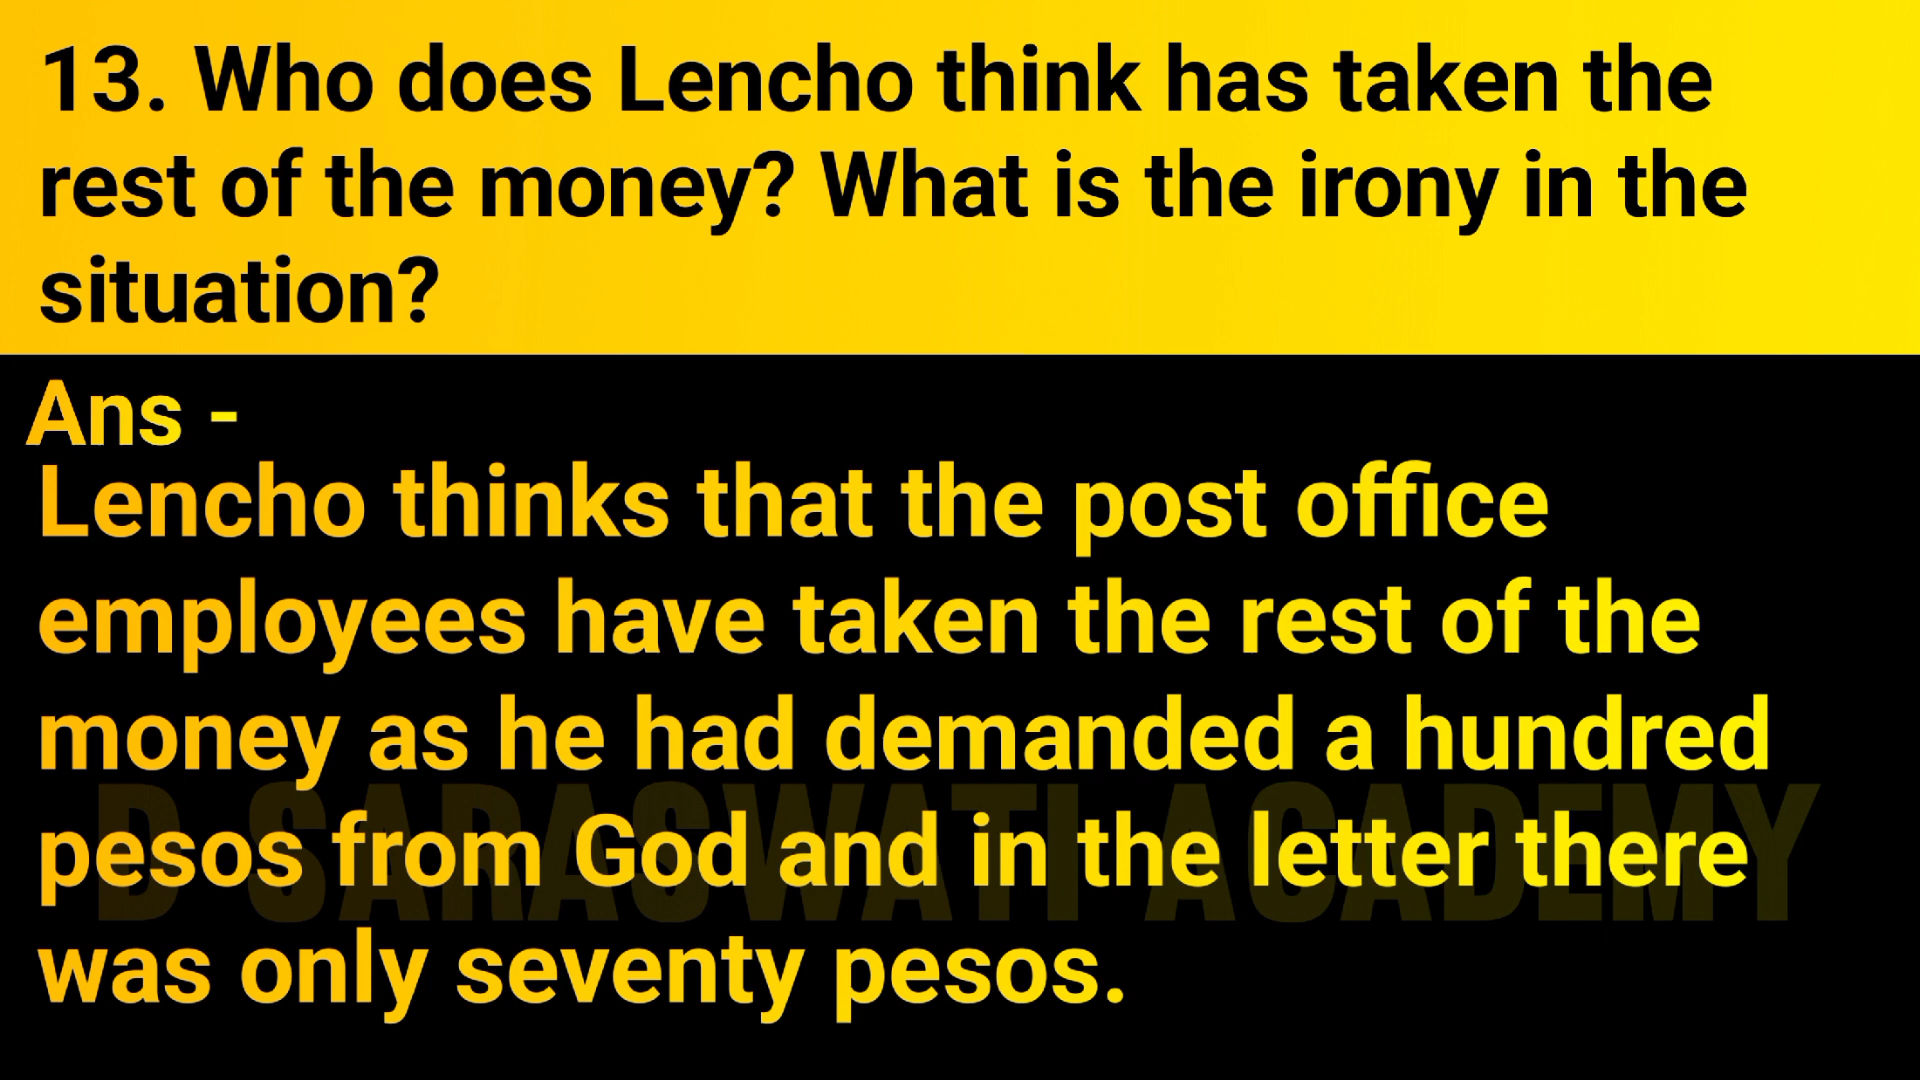 13. Who does Lencho think has taken the
rest of the money? What is the irony in the
situation?
Ans -
Lencho thinks that the post office
employees have taken the rest of the
money as he had demanded a hundred
pesos from God and in the letter there
was only seventy pesos.
D SARASWATI ACADEMY